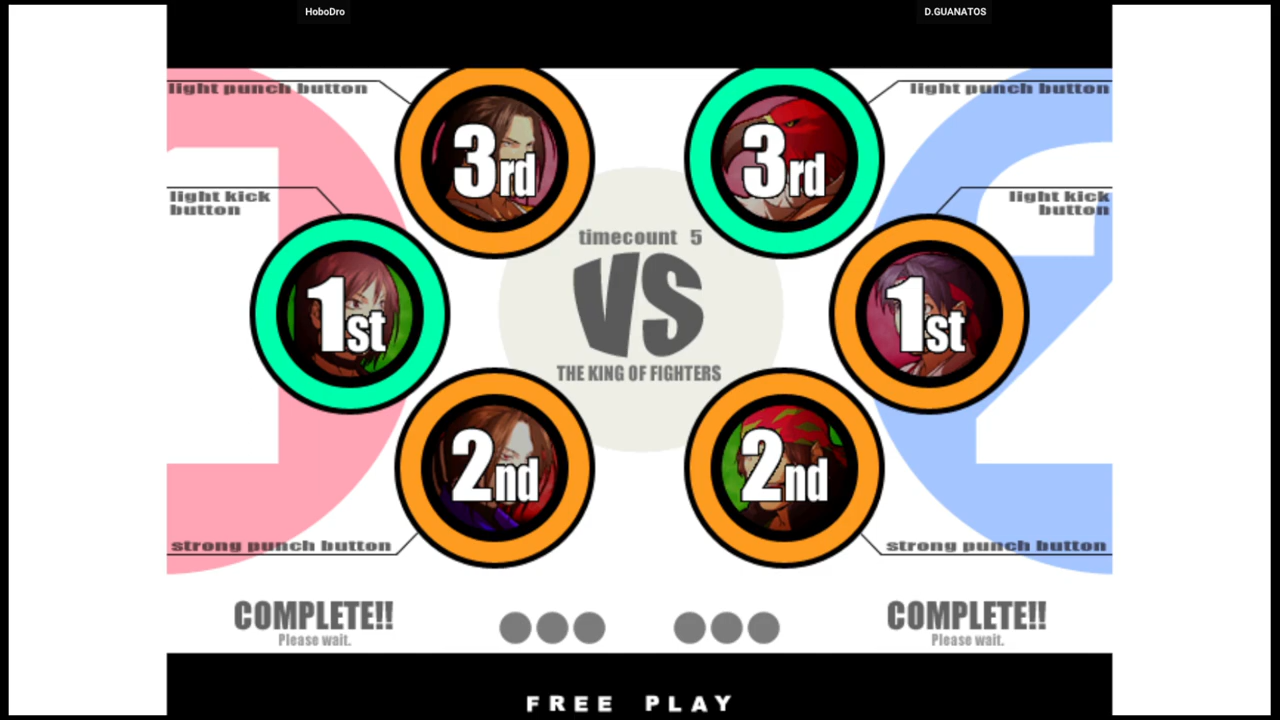 HoboDro
D.GUANATOS
light punch button
light punch button
3rd
3rd
light kick
button
light kick
button
timecount 5
VS
THE KING OF FIGHTERS
1st
1st
2nd
2nd
strong punch button
strong punch button
COMPLETE!!
Please wait.
COMPLETE!!
Please wait.
FREE PLAY